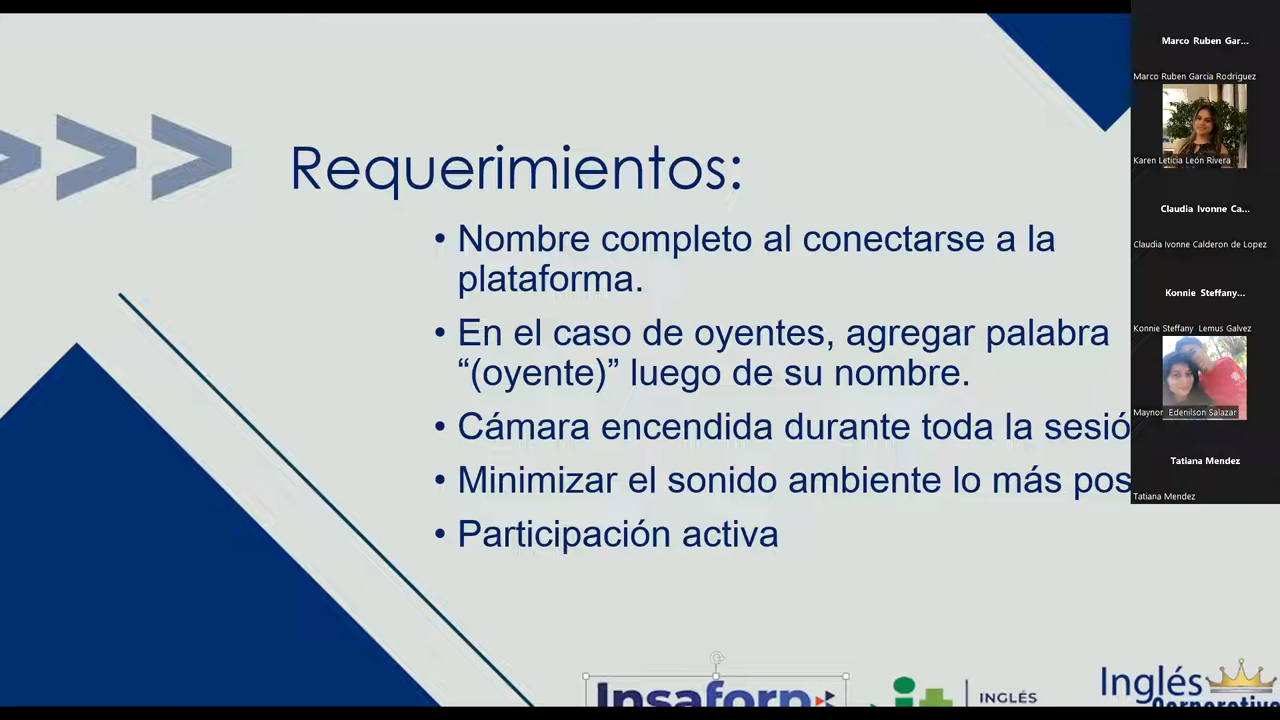 Requerimientos:
• Nombre completo al conectarse a la
plataforma.
• En el caso de oyentes, agregar palabra
“(oyente)” luego de su nombre.
• Cámara encendida durante toda la sesió
• Minimizar el sonido ambiente lo más pos
• Participación activa
Insaforp
INGLÉS
Inglés
Corporativo
Marco Ruben Gar...
Marco Ruben Garcia Rodriguez
Karen Leticia León Rivera
Claudia Ivonne Ca...
Claudia Ivonne Calderon de Lopez
Konnie Steffany...
Konnie Steffany Lemus Galvez
Maynor Edenilson Salazar
Tatiana Mendez
Tatiana Mendez